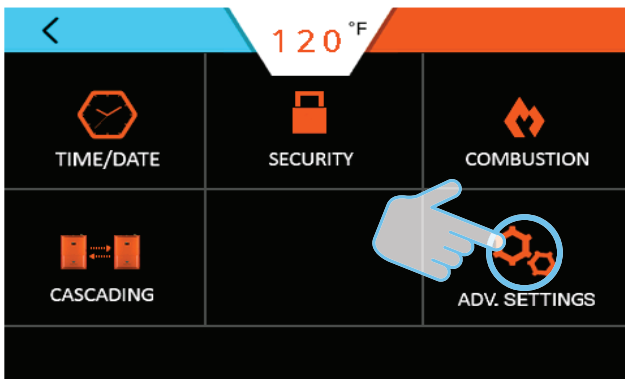 120 °F
TIME/DATE
SECURITY
COMBUSTION
CASCADING
ADV. SETTINGS